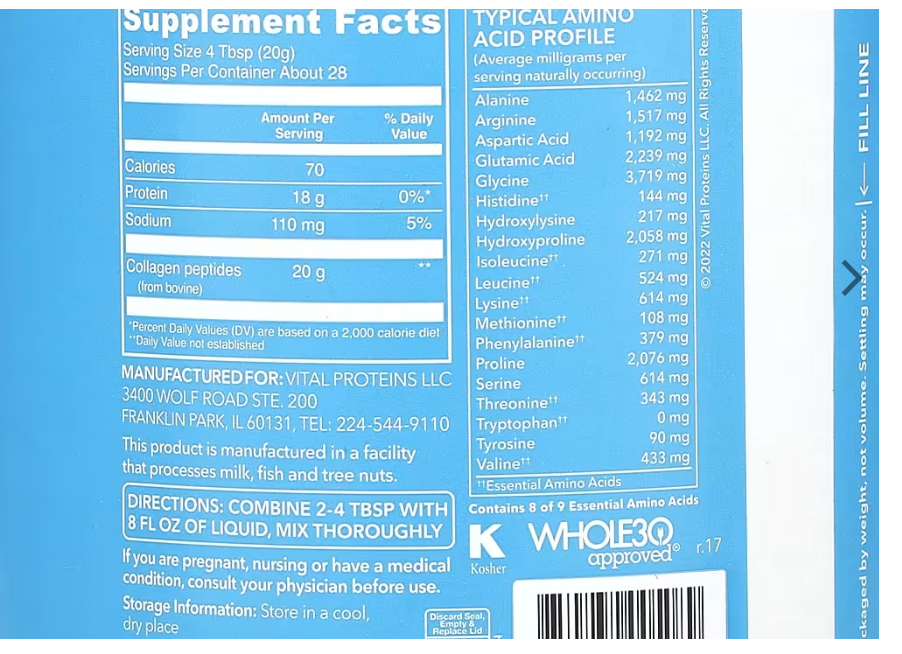 Supplement Facts
Serving Size 4 Tbsp (20g)
Servings Per Container About 28
Amount Per Serving
% Daily Value
Calories 70
Protein 18 g 0%*
Sodium 110 mg 5%
Collagen peptides 20 g **
(from bovine)
*Percent Daily Values (DV) are based on a 2,000 calorie diet
**Daily Value not established
MANUFACTURED FOR: VITAL PROTEINS LLC
3400 WOLF ROAD STE. 200
FRANKLIN PARK, IL 60131, TEL: 224-544-9110
This product is manufactured in a facility
that processes milk, fish and tree nuts.
DIRECTIONS: COMBINE 2-4 TBSP WITH
8 FL OZ OF LIQUID, MIX THOROUGHLY
If you are pregnant, nursing or have a medical
condition, consult your physician before use.
Storage Information: Store in a cool,
dry place
Discard Seal,
Empty &
Replace Lid
TYPICAL AMINO
ACID PROFILE
(Average milligrams per
serving naturally occurring)
Alanine 1,462 mg
Arginine 1,517 mg
Aspartic Acid 1,192 mg
Glutamic Acid 2,239 mg
Glycine 3,719 mg
Histidine†† 144 mg
Hydroxylysine 217 mg
Hydroxyproline 2,058 mg
Isoleucine†† 271 mg
Leucine†† 524 mg
Lysine†† 614 mg
Methionine†† 108 mg
Phenylalanine†† 379 mg
Proline 2,076 mg
Serine 614 mg
Threonine†† 343 mg
Tryptophan†† 0 mg
Tyrosine 90 mg
Valine†† 433 mg
††Essential Amino Acids
Contains 8 of 9 Essential Amino Acids
K
Kosher
WHOLE30
approved®
r.17
© 2022 Vital Proteins LLC. All Rights Reserve
ckaged by weight, not volume. Settling may occur. |← FILL LINE